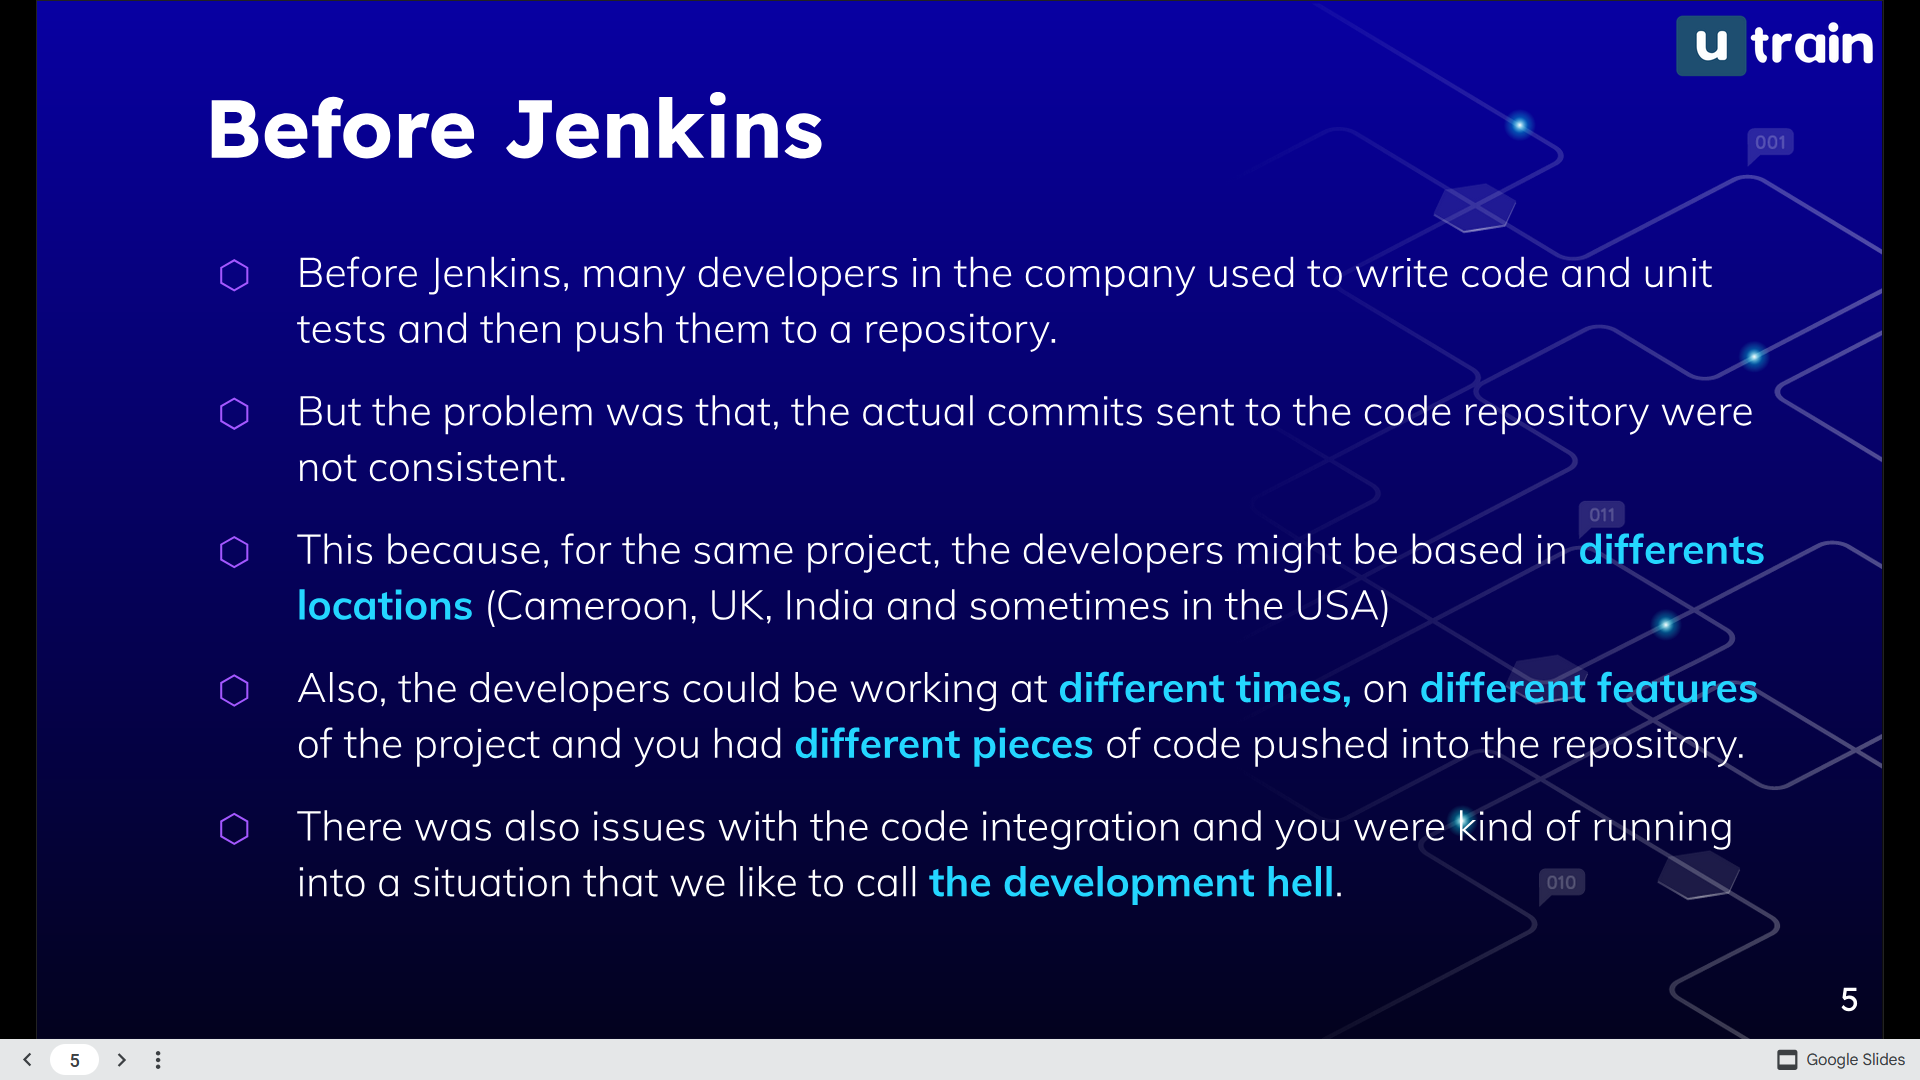 u train
Before Jenkins
001
Before Jenkins, many developers in the company used to write code and unit
tests and then push them to a repository.
But the problem was that, the actual commits sent to the code repository were
not consistent.
011
This because, for the same project, the developers might be based in differents
locations (Cameroon, UK, India and sometimes in the USA)
Also, the developers could be working at different times, on different features
of the project and you had different pieces of code pushed into the repository.
There was also issues with the code integration and you were kind of running
into a situation that we like to call the development hell.
010
5
5
Google Slides